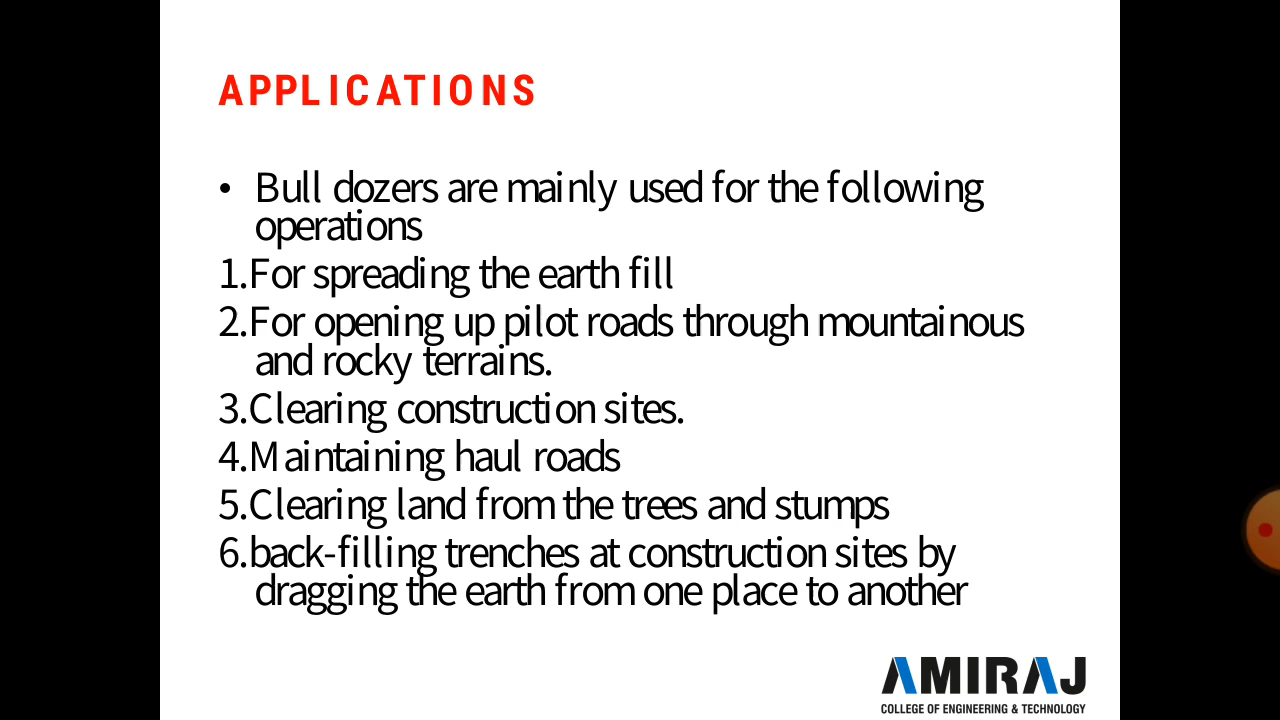 APPLICATIONS
• Bull dozers are mainly used for the following
operations
1.For spreading the earth fill
2.For opening up pilot roads through mountainous
and rocky terrains.
3.Clearing construction sites.
4.Maintaining haul roads
5.Clearing land from the trees and stumps
6.back-filling trenches at construction sites by
dragging the earth from one place to another
AMIRAJ
COLLEGE OF ENGINEERING & TECHNOLOGY